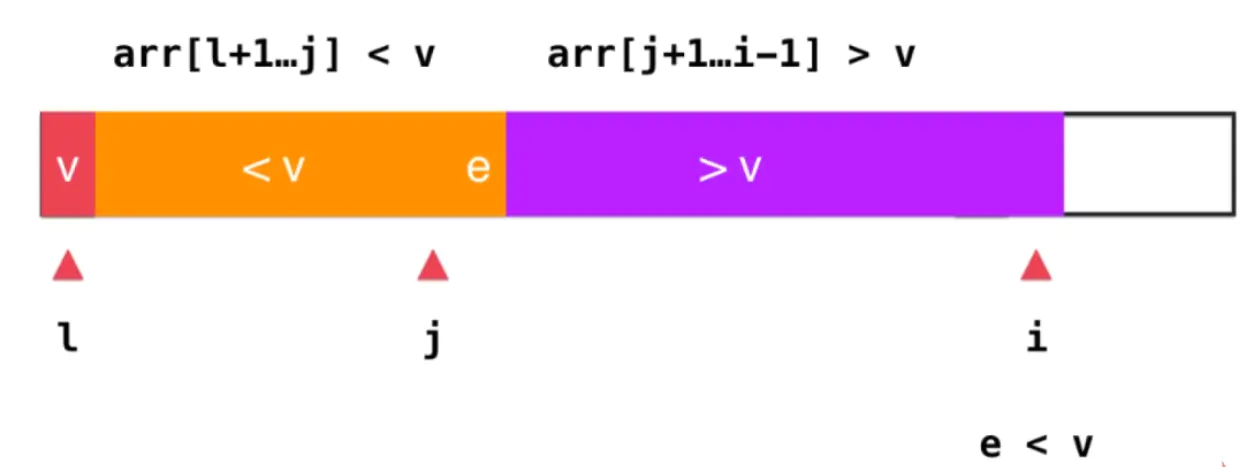 arr[l+1…j] < v arr[j+1…i-1] > v
v < v e > v
l j i
e < v